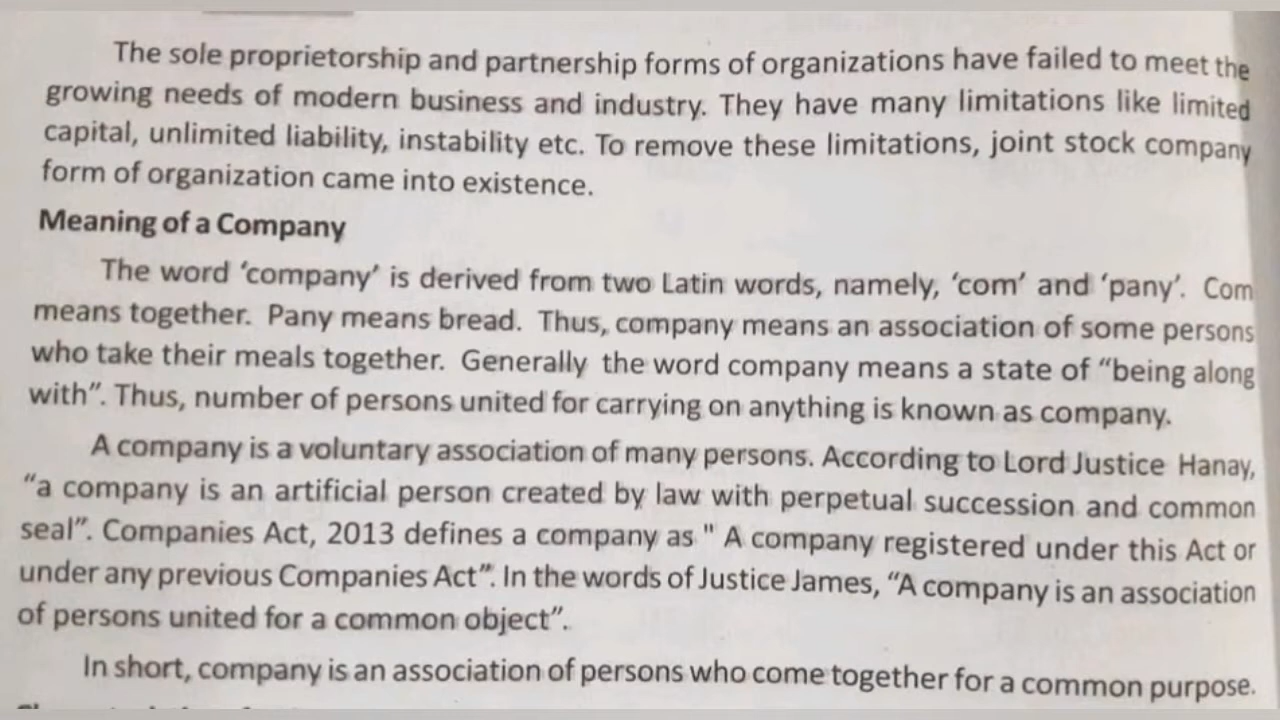 The sole proprietorship and partnership forms of organizations have failed to meet the
growing needs of modern business and industry. They have many limitations like limited
capital, unlimited liability, instability etc. To remove these limitations, joint stock company
form of organization came into existence.
Meaning of a Company
The word ‘company’ is derived from two Latin words, namely, ‘com’ and ‘pany’. Com
means together. Pany means bread. Thus, company means an association of some persons
who take their meals together. Generally the word company means a state of “being along
with”. Thus, number of persons united for carrying on anything is known as company.
A company is a voluntary association of many persons. According to Lord Justice Hanay,
“a company is an artificial person created by law with perpetual succession and common
seal”. Companies Act, 2013 defines a company as " A company registered under this Act or
under any previous Companies Act”. In the words of Justice James, “A company is an association
of persons united for a common object”.
In short, company is an association of persons who come together for a common purpose.